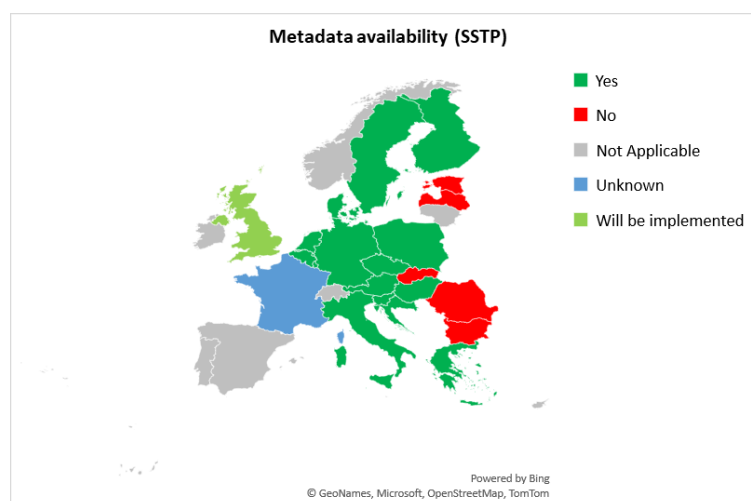 Metadata availability (SSTP)
Yes
No
Not Applicable
Unknown
Will be implemented
Powered by Bing
© GeoNames, Microsoft, OpenStreetMap, TomTom